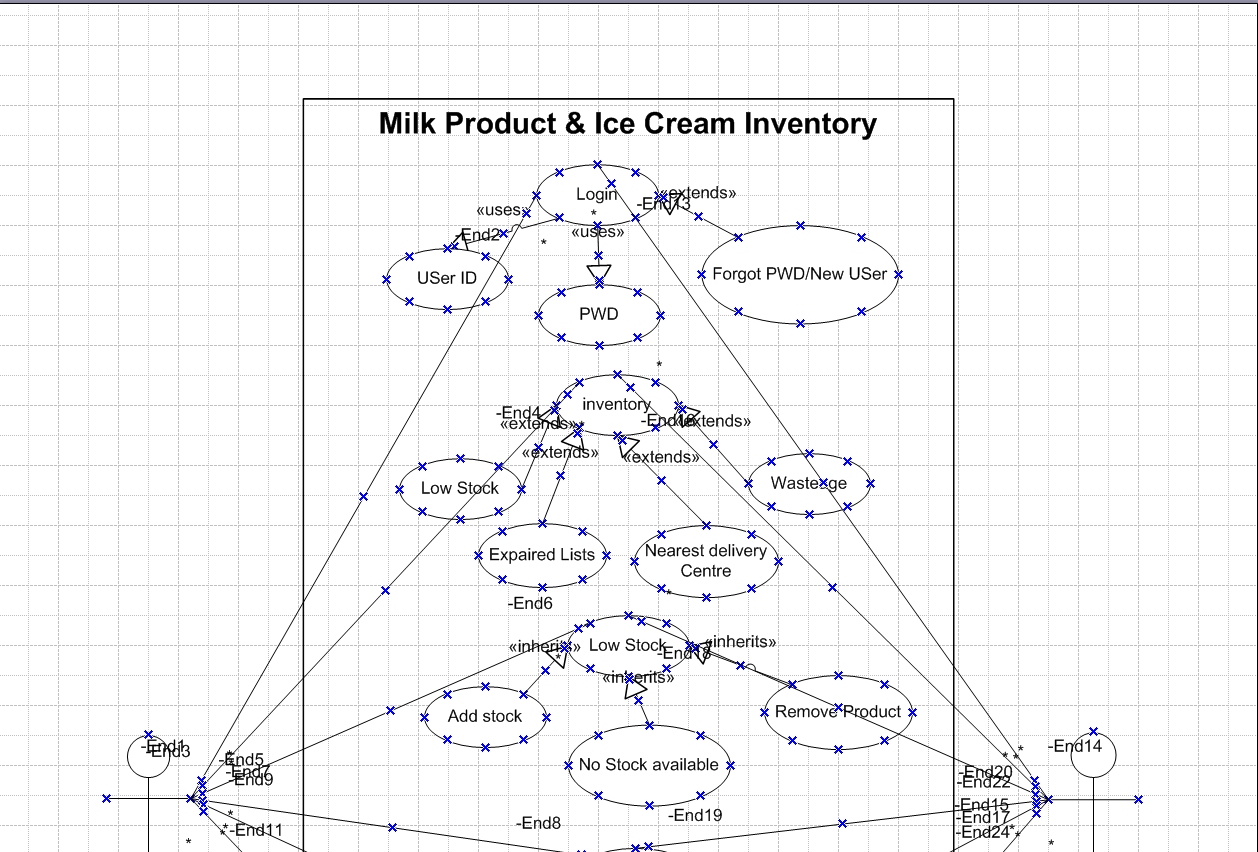 Milk Product & Ice Cream Inventory
Login
«extends»
-End13
«uses»
*
«uses»
-End2
*
USer ID
Forgot PWD/New USer
PWD
*
inventory
-End4
«extends»
*
«extends»
«extends»
«extends»
Low Stock
Wasteage
Expaired Lists
Nearest delivery
Centre
*
-End6
Low Stock
«inherits»
*
«inherits»
-End18
«inherits»
Add stock
Remove Product
No Stock available
-End1
-End3
-End5
-End7
-End9
*
*
-End11
*
*
*
-End8
-End19
-End14
*
*
*
-End20
-End22
-End15
-End17
-End24
*
*
*